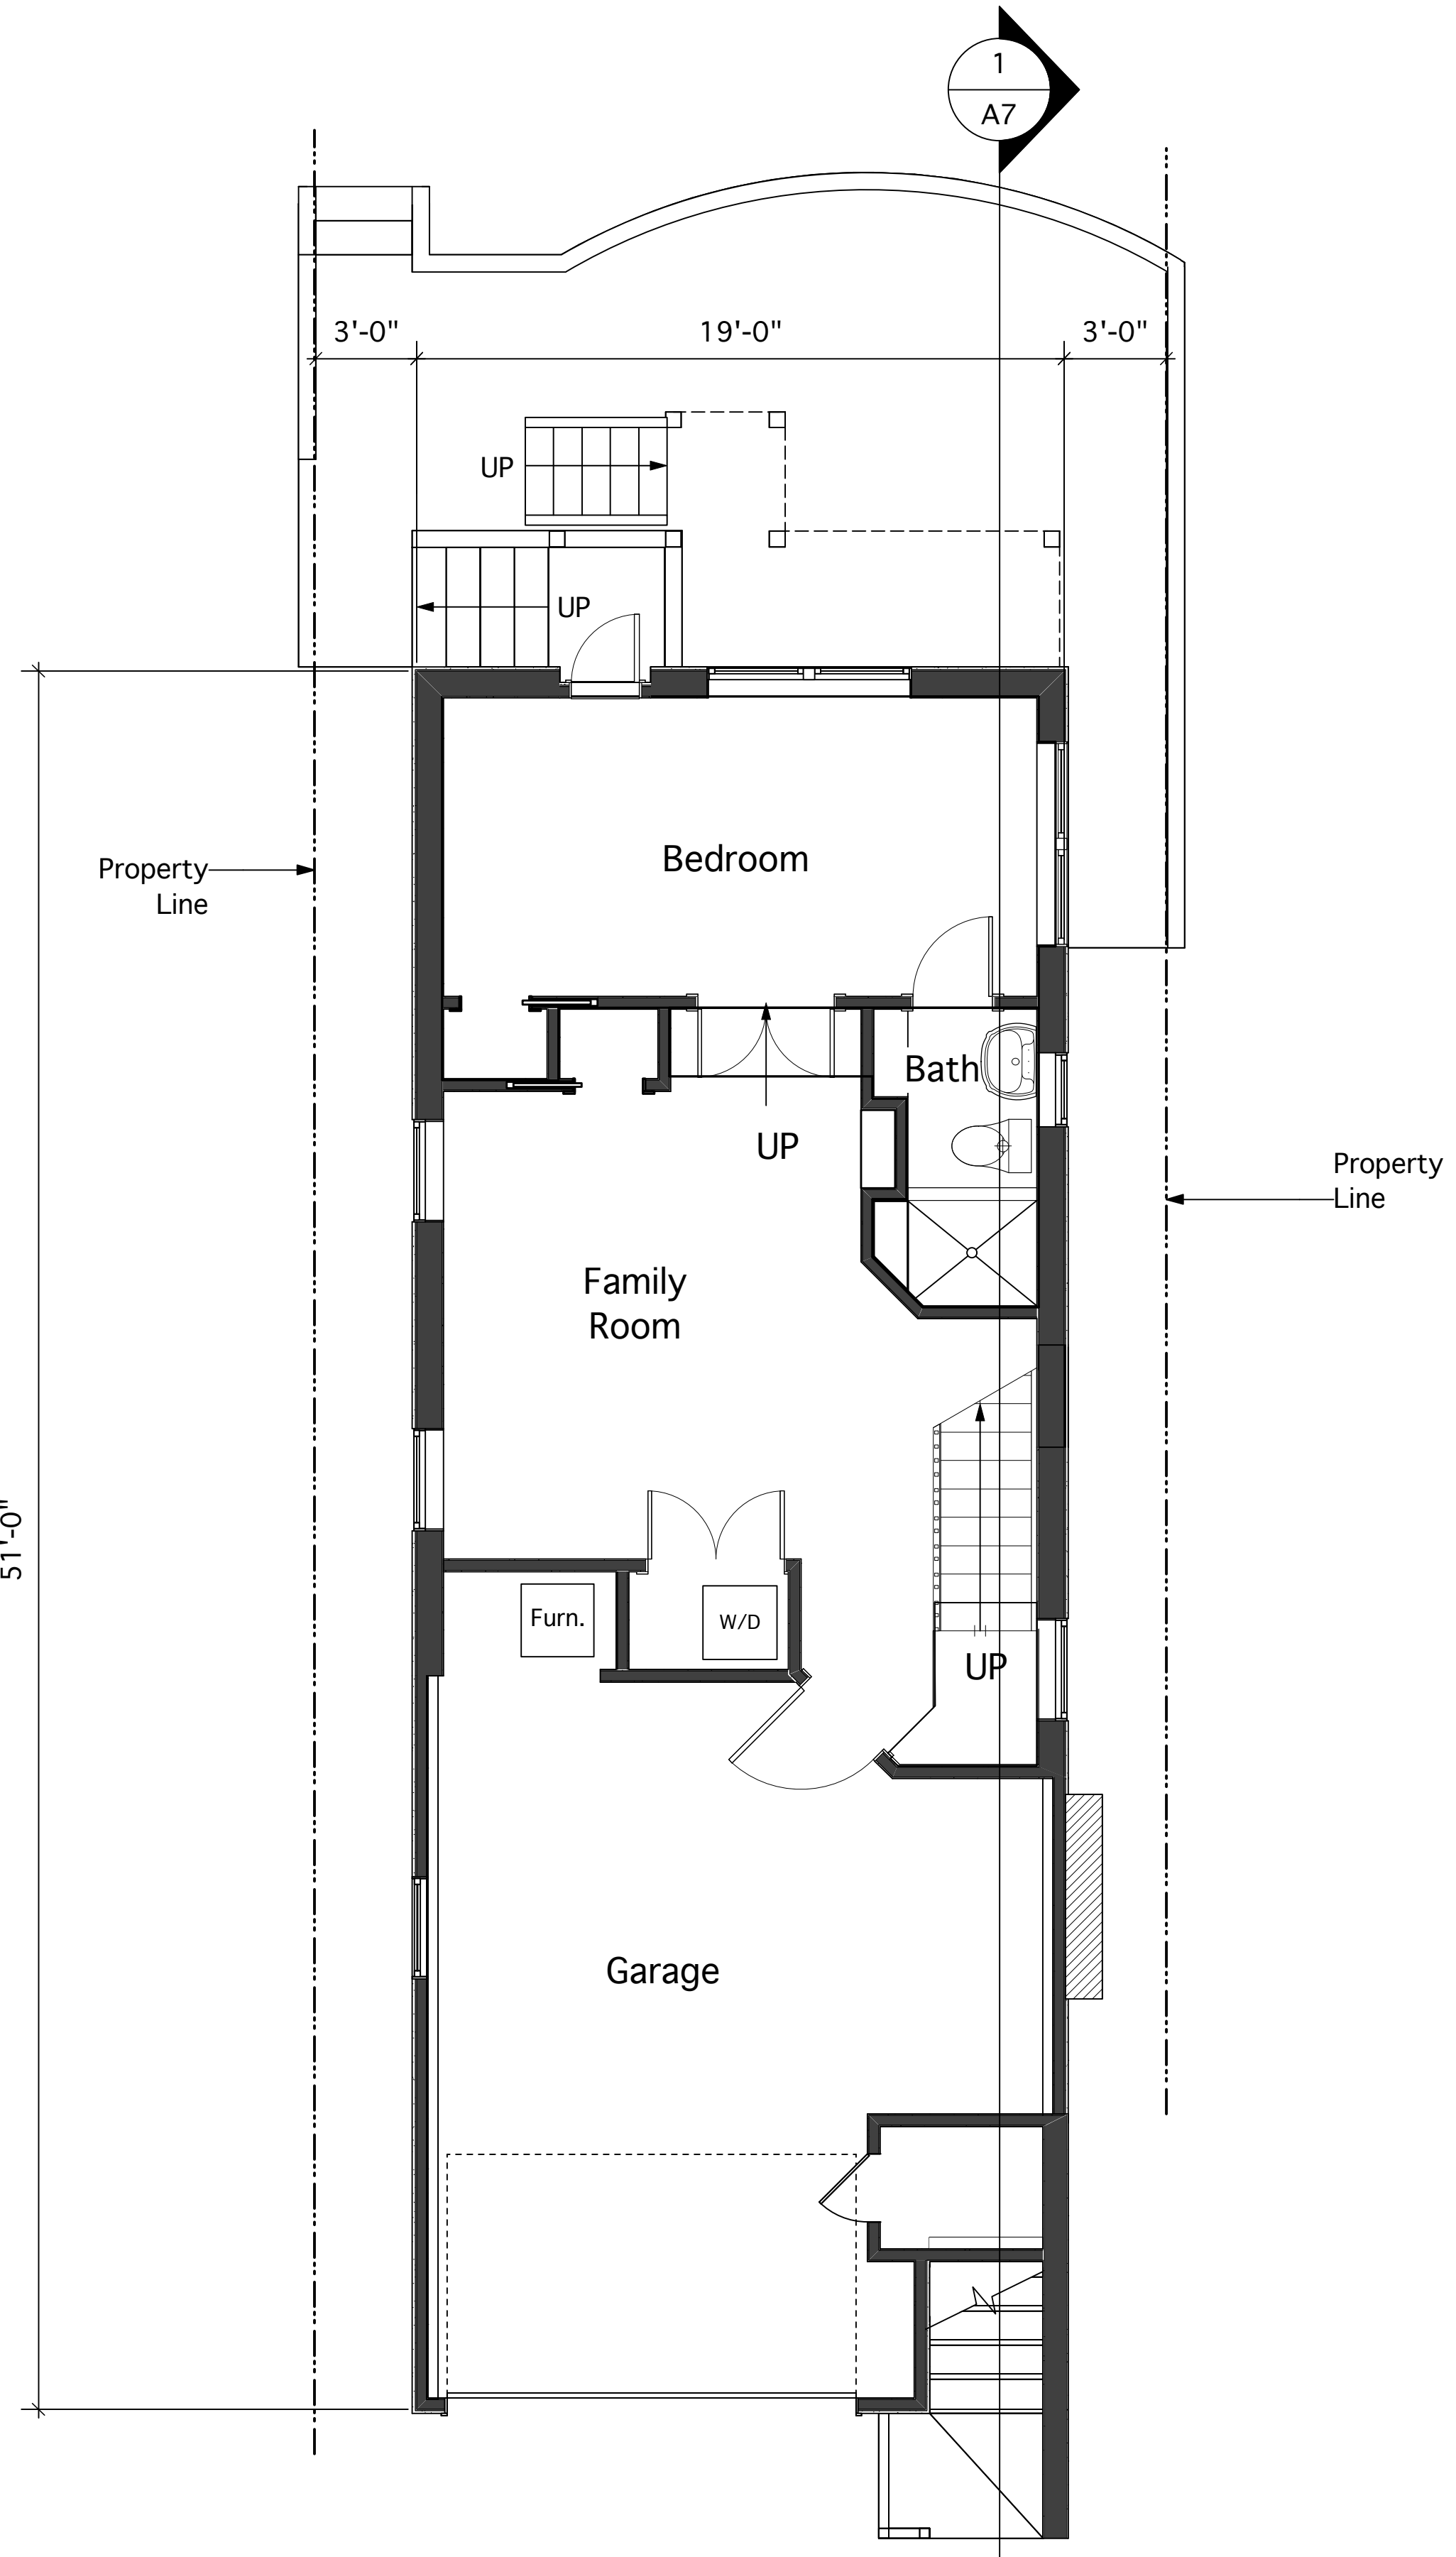 1
A7
3'-0"
19'-0"
3'-0"
UP
UP
Bedroom
Property
Line
Bath
UP
Property
Line
Family
Room
51'-0"
Furn.
W/D
UP
Garage